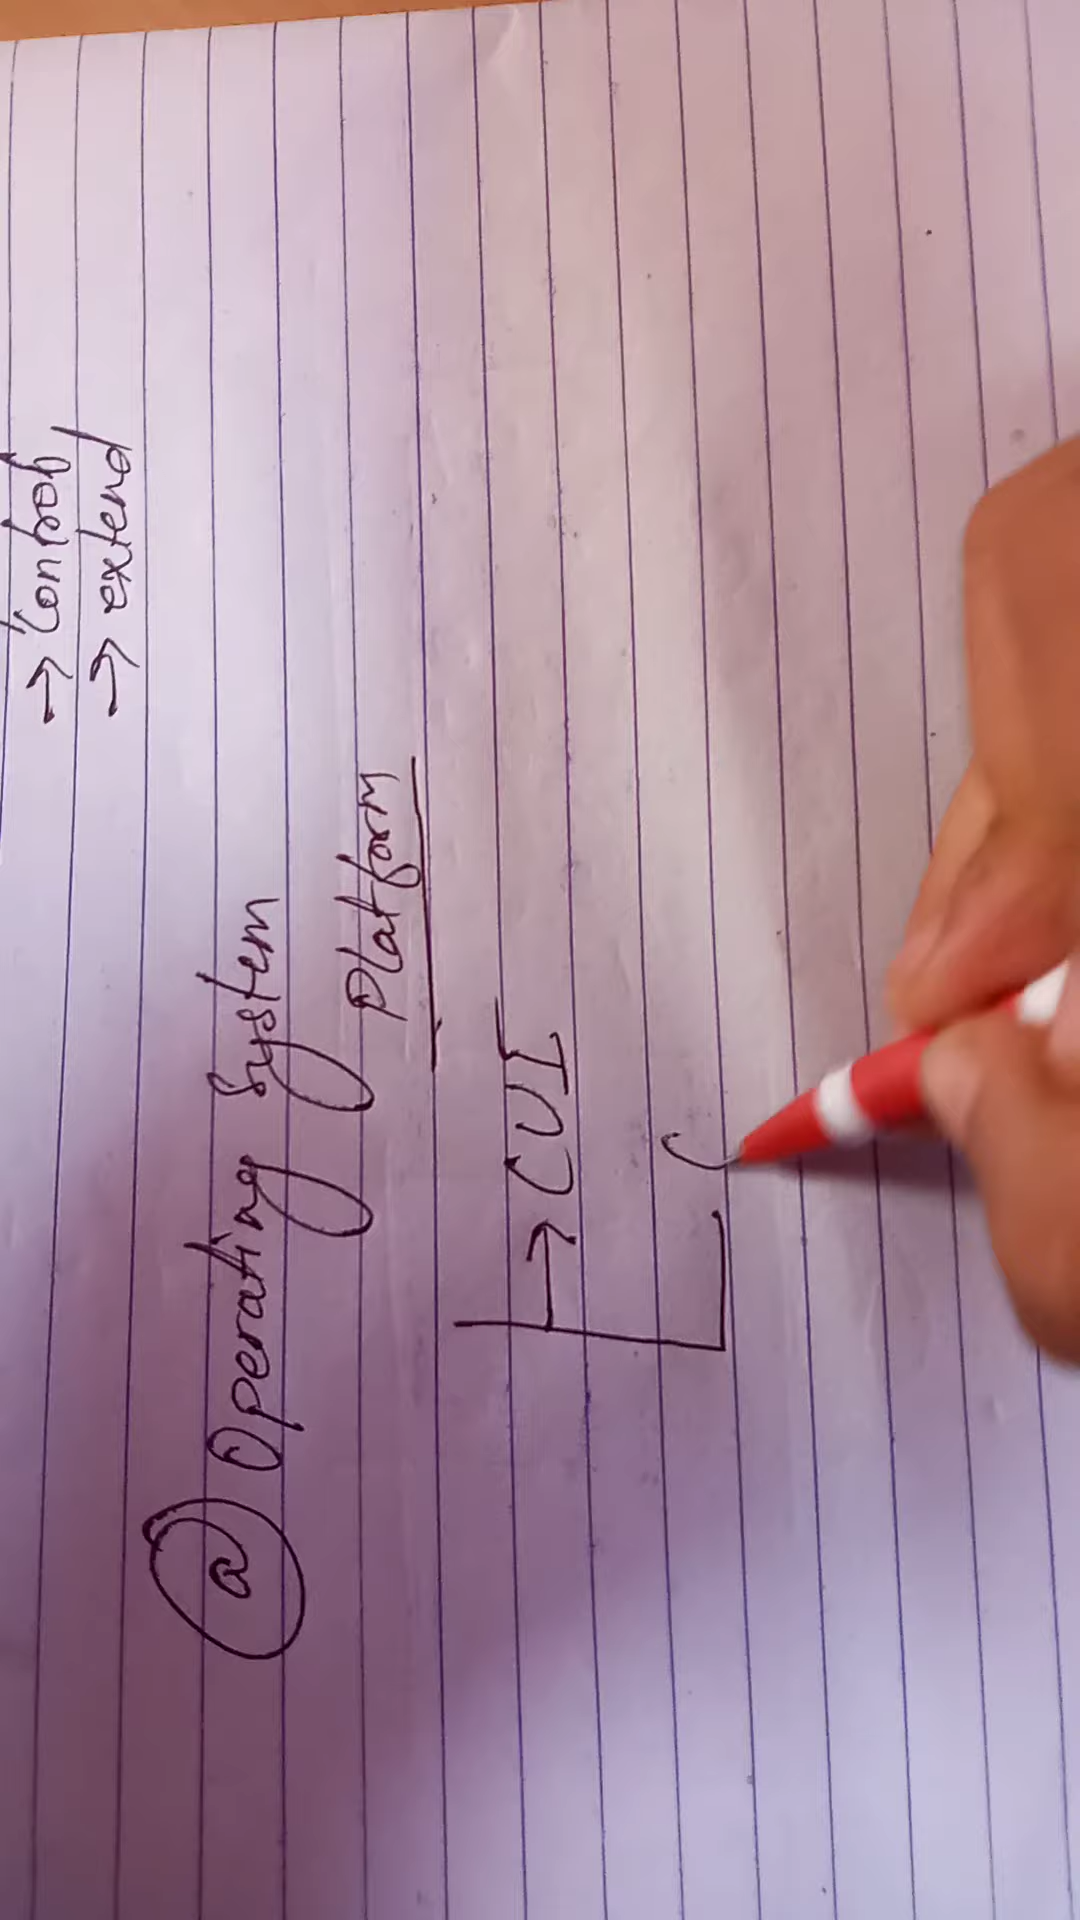 → Control
→ extend
(a) Operating System
Platform
→ CUI